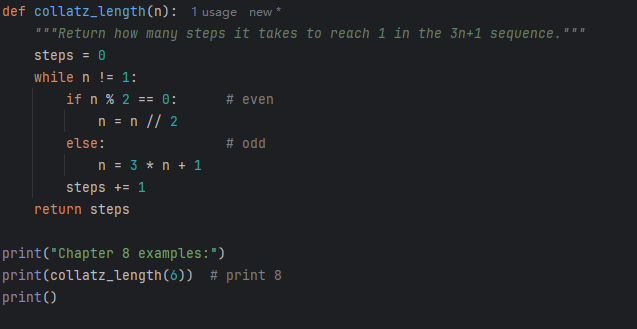 def collatz_length(n):  1 usage  new *
    """Return how many steps it takes to reach 1 in the 3n+1 sequence."""
    steps = 0
    while n != 1:
        if n % 2 == 0:      # even
            n = n // 2
        else:               # odd
            n = 3 * n + 1
        steps += 1
    return steps

print("Chapter 8 examples:")
print(collatz_length(6))  # print 8
print()